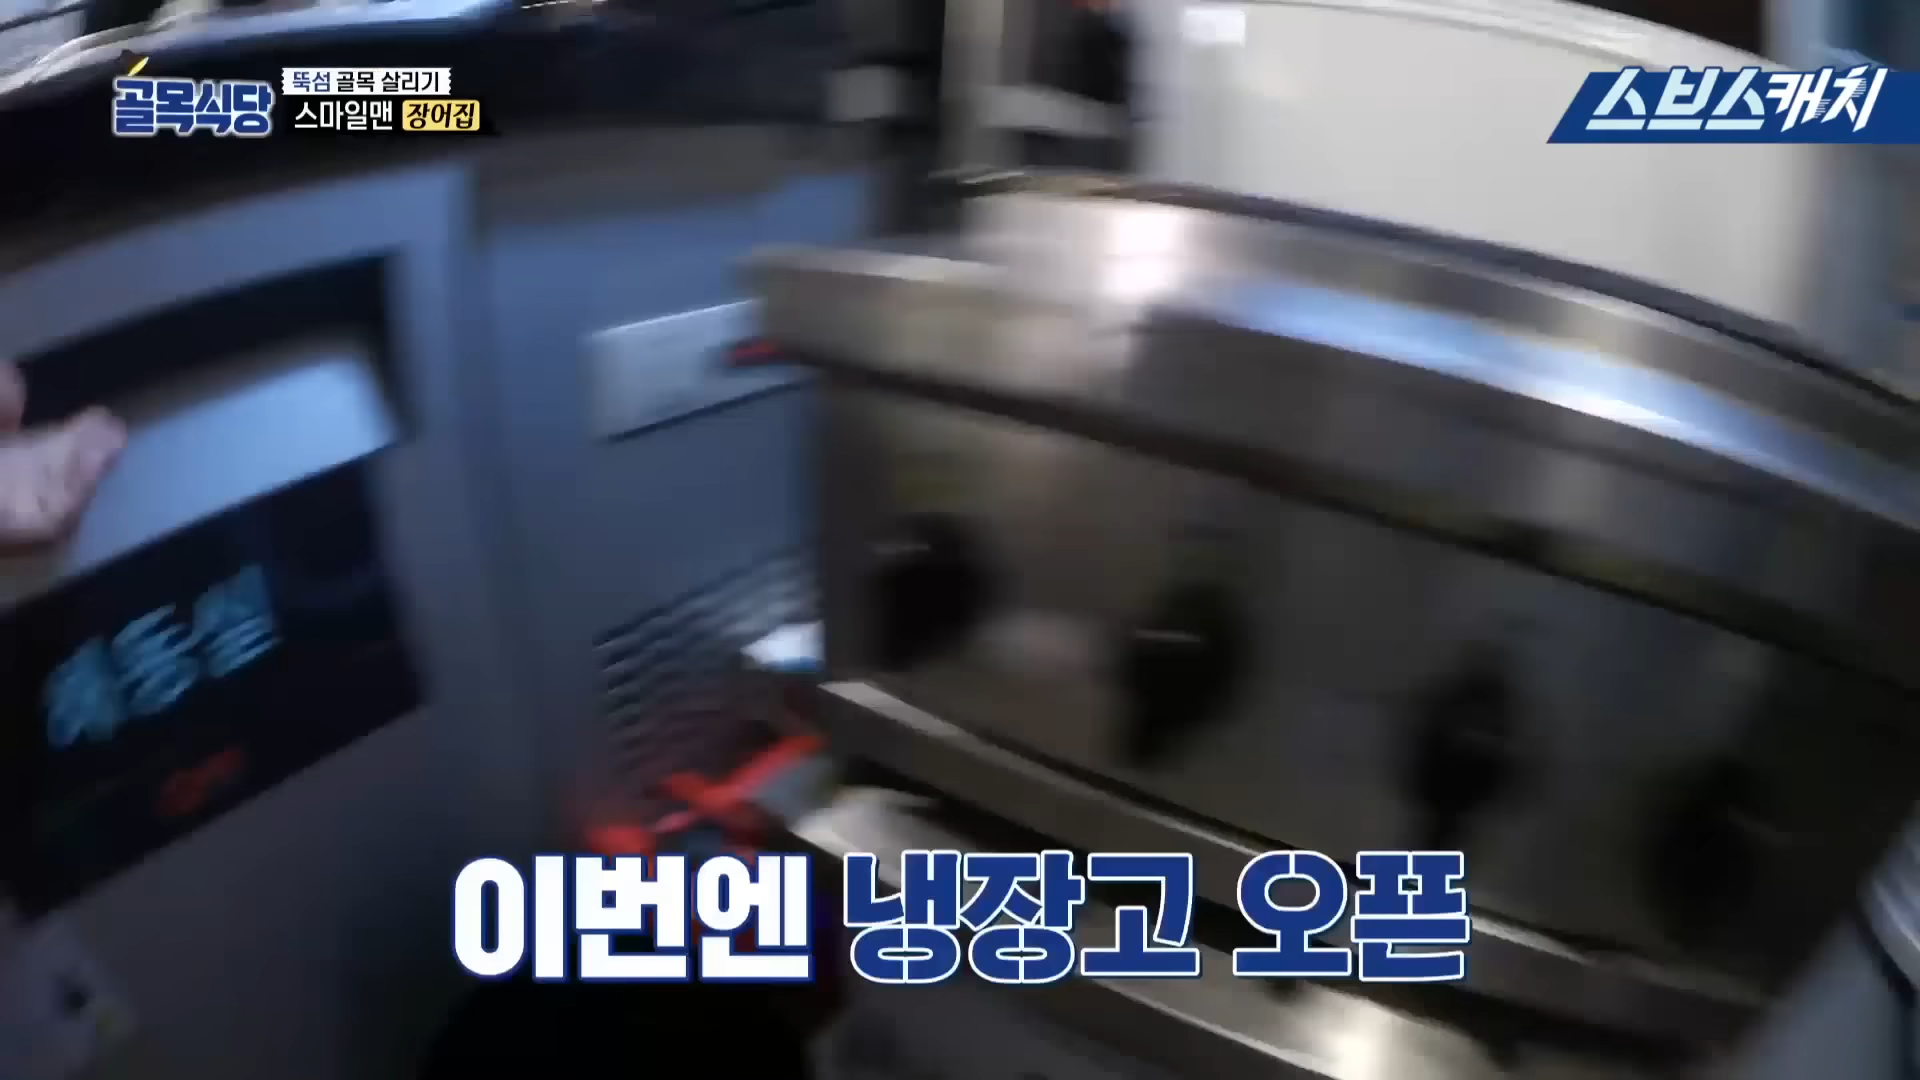 골목식당
뚝섬 골목 살리기
스마일맨 장어집
스브스캐치
냉동실
이번엔 냉장고 오픈